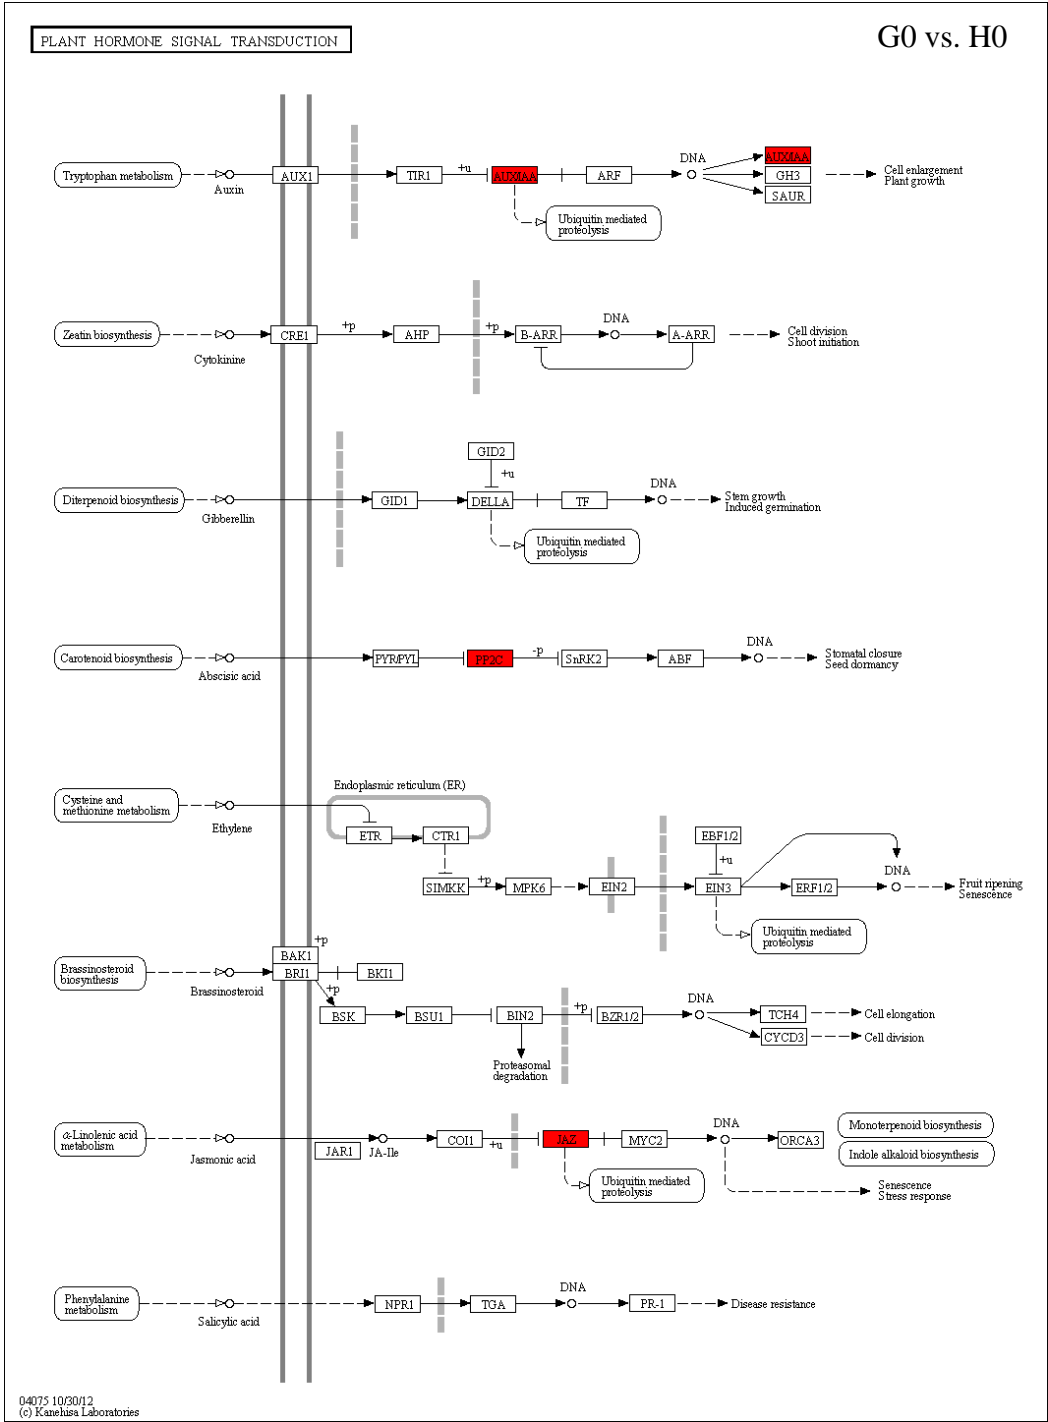 PLANT HORMONE SIGNAL TRANSDUCTION
G0 vs. H0
Tryptophan metabolism
Auxin
AUX1
TIR1
+u
AUX/IAA
ARF
DNA
AUX/IAA
GH3
SAUR
Cell enlargement
Plant growth
Ubiquitin mediated
proteolysis
Zeatin biosynthesis
Cytokinine
CRE1
+p
AHP
+p
B-ARR
DNA
A-ARR
Cell division
Shoot initiation
Diterpenoid biosynthesis
Gibberellin
GID1
GID2
+u
DELLA
TF
DNA
Stem growth
Induced germination
Ubiquitin mediated
proteolysis
Carotenoid biosynthesis
Abscisic acid
PYR/PYL
PP2C
-p
SnRK2
ABF
DNA
Stomatal closure
Seed dormancy
Endoplasmic reticulum (ER)
Cysteine and
methionine metabolism
Ethylene
ETR
CTR1
SIMKK
+p
MPK6
EIN2
EBF1/2
+u
EIN3
ERF1/2
DNA
Fruit ripening
Senescence
Ubiquitin mediated
proteolysis
Brassinosteroid
biosynthesis
Brassinosteroid
BAK1
+p
BRI1
BKI1
+p
BSK
BSU1
BIN2
+p
BZR1/2
DNA
TCH4
Cell elongation
CYCD3
Cell division
Proteasomal
degradation
α-Linolenic acid
metabolism
Jasmonic acid
JAR1
JA-Ile
COI1
+u
JAZ
MYC2
DNA
ORCA3
Monoterpenoid biosynthesis
Indole alkaloid biosynthesis
Ubiquitin mediated
proteolysis
Senescence
Stress response
Phenylalanine
metabolism
Salicylic acid
NPR1
TGA
DNA
PR-1
Disease resistance
04075 10/30/12
(c) Kanehisa Laboratories